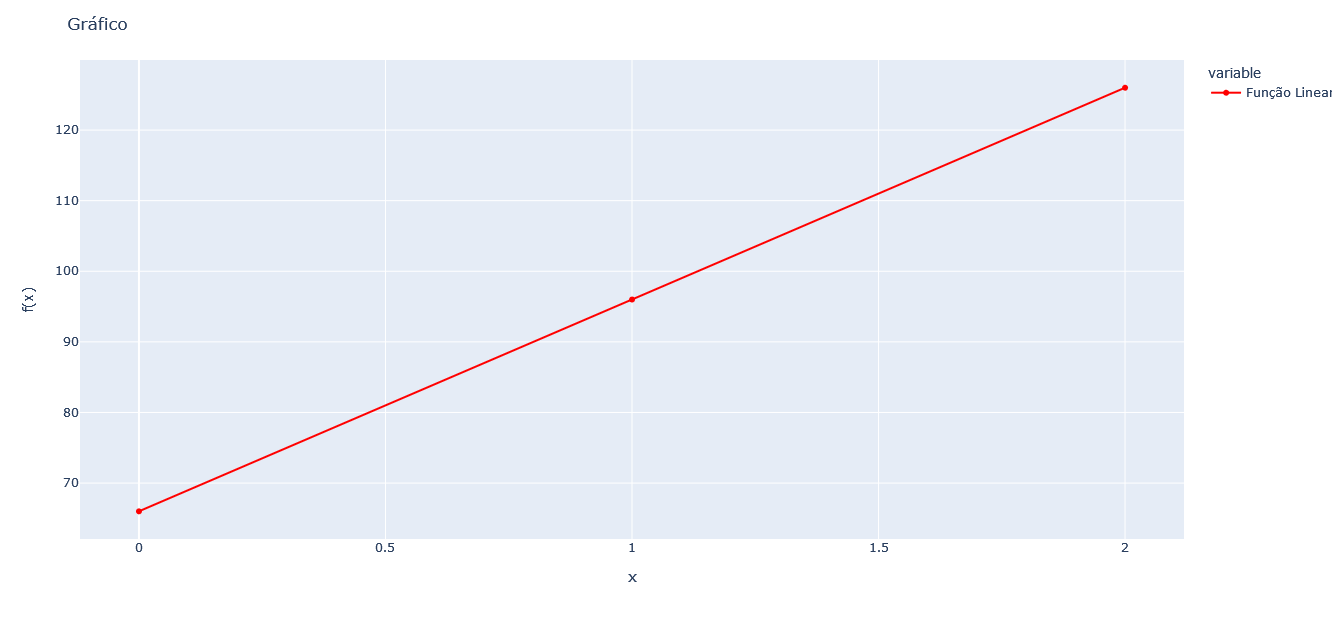 Gráfico
variable
Função Linear
120
110
100
90
80
70
f(x)
0
0.5
1
1.5
2
x